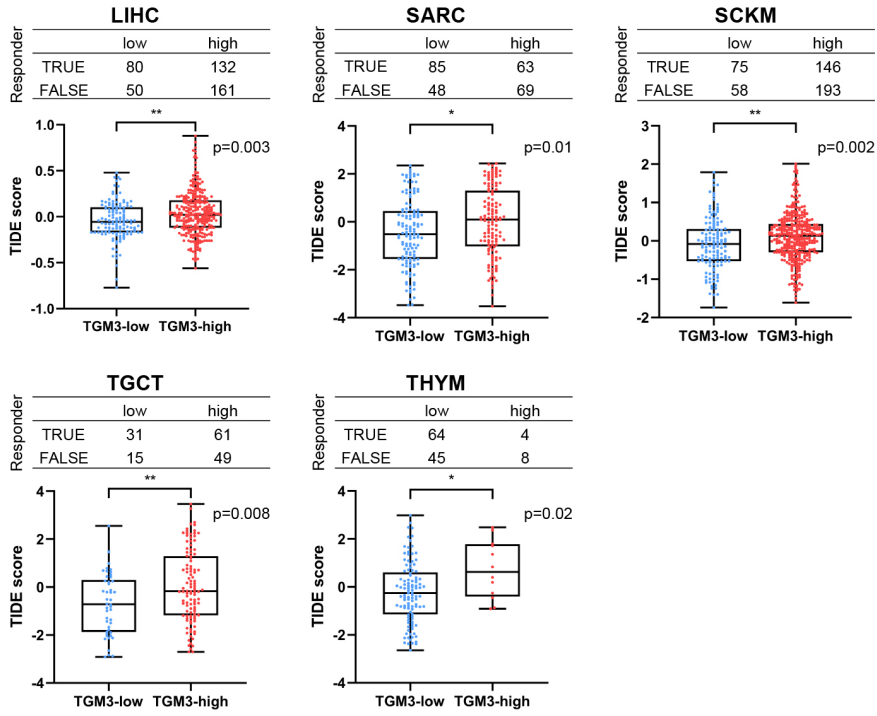 LIHC
Responder
low high
TRUE 80 132
FALSE 50 161
**
p=0.003
TIDE score
1.0
0.5
0.0
-0.5
-1.0
TGM3-low TGM3-high
SARC
Responder
low high
TRUE 85 63
FALSE 48 69
*
p=0.01
TIDE score
4
2
0
-2
-4
TGM3-low TGM3-high
SCKM
Responder
low high
TRUE 75 146
FALSE 58 193
**
p=0.002
TIDE score
3
2
1
0
-1
-2
TGM3-low TGM3-high
TGCT
Responder
low high
TRUE 31 61
FALSE 15 49
**
p=0.008
TIDE score
4
2
0
-2
-4
TGM3-low TGM3-high
THYM
Responder
low high
TRUE 64 4
FALSE 45 8
*
p=0.02
TIDE score
4
2
0
-2
-4
TGM3-low TGM3-high